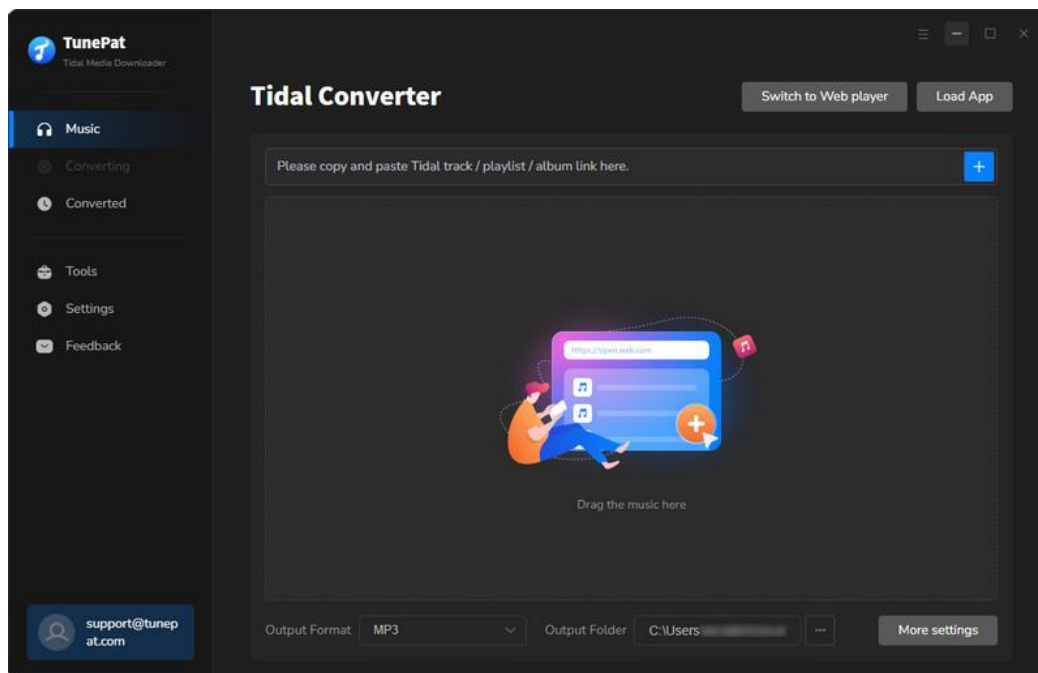 TunePat
Tidal Media Downloader
Tidal Converter
Switch to Web player
Load App
Music
Converting
Converted
Tools
Settings
Feedback
Please copy and paste Tidal track / playlist / album link here.
https://open.web.com
Drag the music here
support@tunep
at.com
Output Format
MP3
Output Folder
C:\Users
More settings